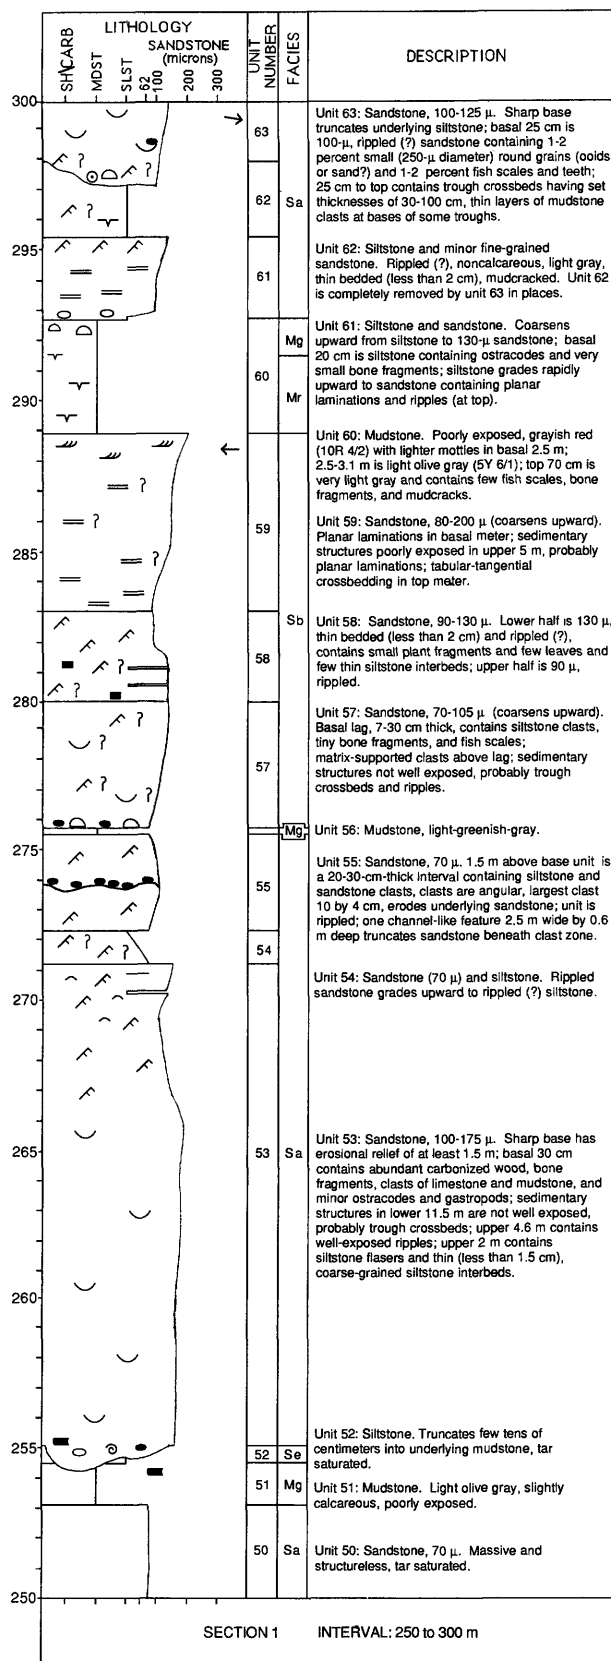 LITHOLOGY
SANDSTONE
(microns)
SH\CARB
MDST
SLST
62
100
200
300
UNIT
NUMBER
FACIES
DESCRIPTION
300
295
290
285
280
275
270
265
260
255
250
63
62
61
60
59
58
57
55
54
53
52
51
50
Sa
Mg
Mr
Sb
Mg
Sa
Se
Mg
Sa
Unit 63: Sandstone, 100-125 μ. Sharp base
truncates underlying siltstone; basal 25 cm is
100-μ, rippled (?) sandstone containing 1-2
percent small (250-μ diameter) round grains (ooids
or sand?) and 1-2 percent fish scales and teeth;
25 cm to top contains trough crossbeds having set
thicknesses of 30-100 cm, thin layers of mudstone
clasts at bases of some troughs.
Unit 62: Siltstone and minor fine-grained
sandstone. Rippled (?), noncalcareous, light gray,
thin bedded (less than 2 cm), mudcracked. Unit 62
is completely removed by unit 63 in places.
Unit 61: Siltstone and sandstone. Coarsens
upward from siltstone to 130-μ sandstone; basal
20 cm is siltstone containing ostracodes and very
small bone fragments; siltstone grades rapidly
upward to sandstone containing planar
laminations and ripples (at top).
Unit 60: Mudstone. Poorly exposed, grayish red
(10R 4/2) with lighter mottles in basal 2.5 m;
2.5-3.1 m is light olive gray (5Y 6/1); top 70 cm is
very light gray and contains few fish scales, bone
fragments, and mudcracks.
Unit 59: Sandstone, 80-200 μ (coarsens upward).
Planar laminations in basal meter; sedimentary
structures poorly exposed in upper 5 m, probably
planar laminations; tabular-tangential
crossbedding in top meter.
Unit 58: Sandstone, 90-130 μ. Lower half is 130 μ,
thin bedded (less than 2 cm) and rippled (?),
contains small plant fragments and few leaves and
few thin siltstone interbeds; upper half is 90 μ,
rippled.
Unit 57: Sandstone, 70-105 μ (coarsens upward).
Basal lag, 7-30 cm thick, contains siltstone clasts,
tiny bone fragments, and fish scales;
matrix-supported clasts above lag; sedimentary
structures not well exposed, probably trough
crossbeds and ripples.
Unit 56: Mudstone, light-greenish-gray.
Unit 55: Sandstone, 70 μ. 1.5 m above base unit is
a 20-30-cm-thick interval containing siltstone and
sandstone clasts, clasts are angular, largest clast
10 by 4 cm, erodes underlying sandstone; unit is
rippled; one channel-like feature 2.5 m wide by 0.6
m deep truncates sandstone beneath clast zone.
Unit 54: Sandstone (70 μ) and siltstone. Rippled
sandstone grades upward to rippled (?) siltstone.
Unit 53: Sandstone, 100-175 μ. Sharp base has
erosional relief of at least 1.5 m; basal 30 cm
contains abundant carbonized wood, bone
fragments, clasts of limestone and mudstone, and
minor ostracodes and gastropods; sedimentary
structures in lower 11.5 m are not well exposed,
probably trough crossbeds; upper 4.6 m contains
well-exposed ripples; upper 2 m contains
siltstone flasers and thin (less than 1.5 cm),
coarse-grained siltstone interbeds.
Unit 52: Siltstone. Truncates few tens of
centimeters into underlying mudstone, tar
saturated.
Unit 51: Mudstone. Light olive gray, slightly
calcareous, poorly exposed.
Unit 50: Sandstone, 70 μ. Massive and
structureless, tar saturated.
SECTION 1 INTERVAL: 250 to 300 m